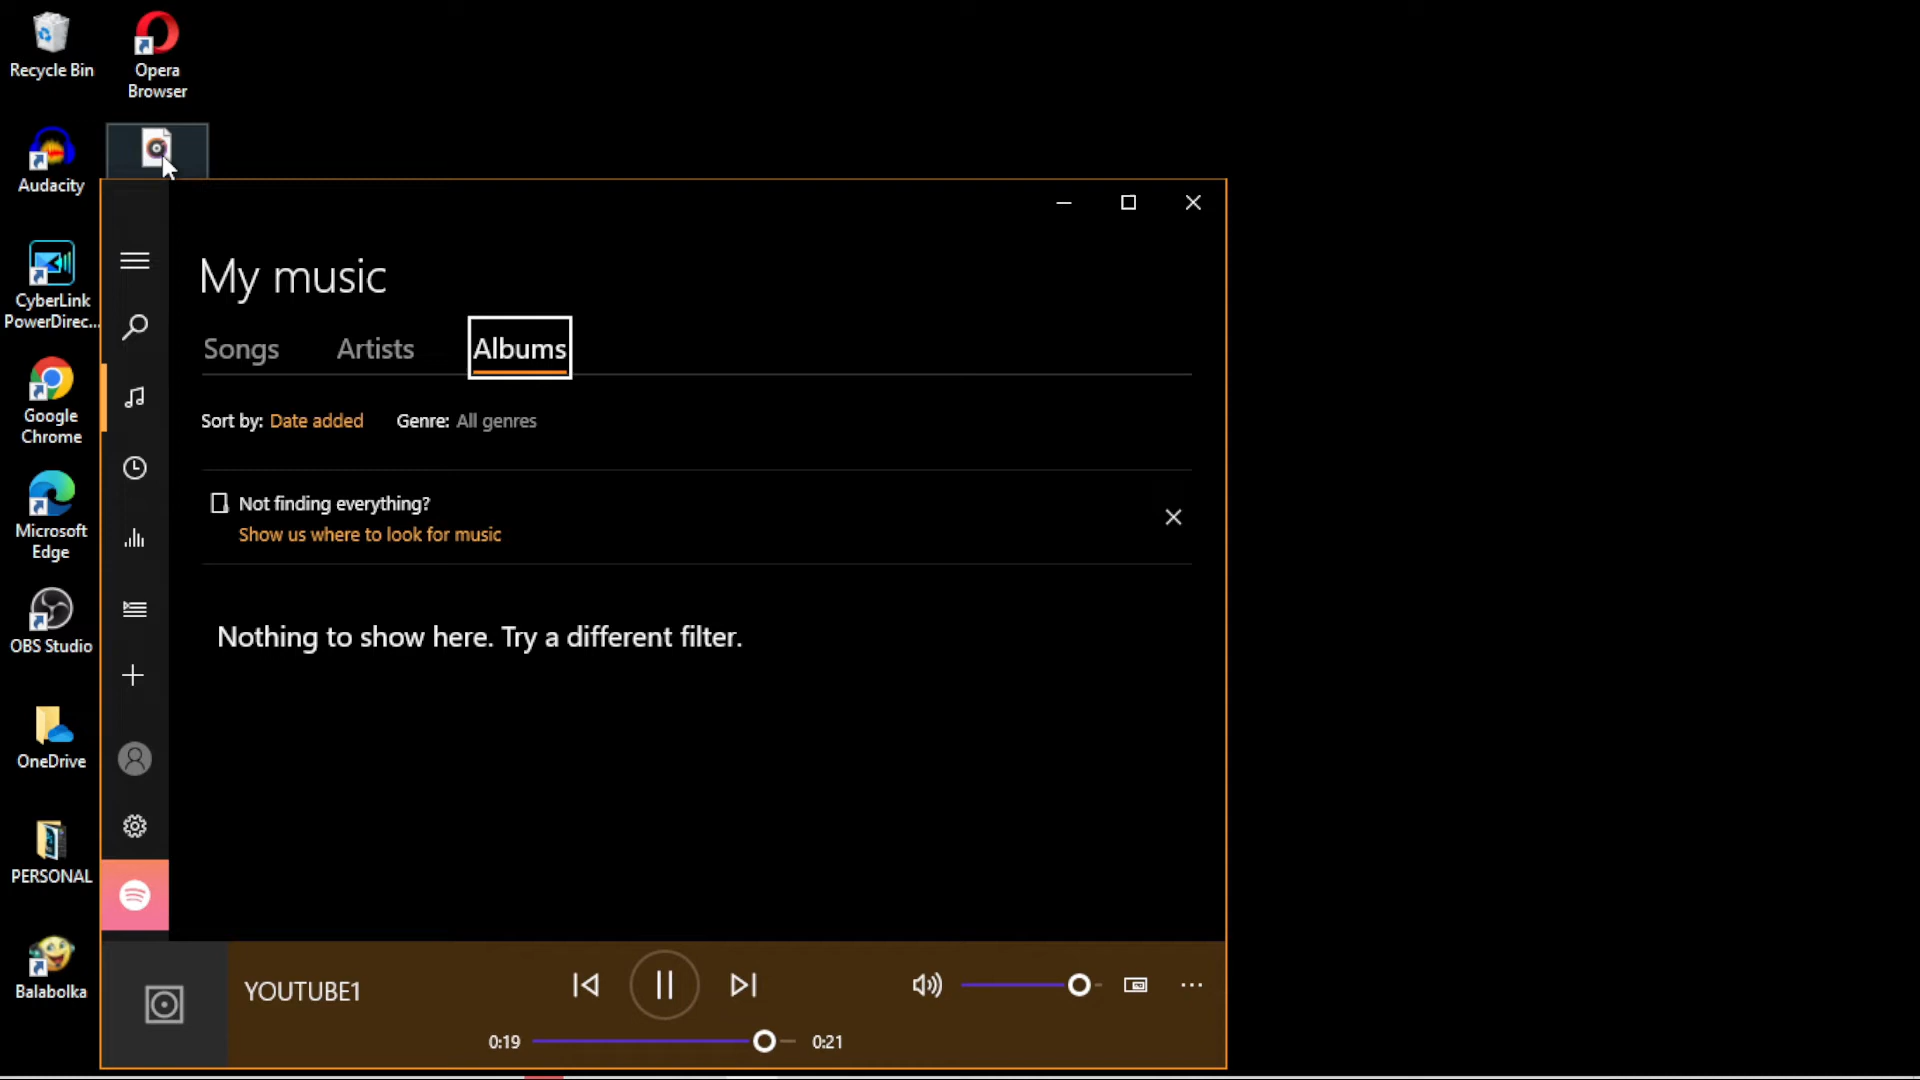 Recycle Bin
Opera
Browser
Audacity
CyberLink
PowerDirec...
Google
Chrome
Microsoft
Edge
OBS Studio
OneDrive
PERSONAL
Balabolka
My music
Songs Artists Albums
Sort by: Date added Genre: All genres
Not finding everything?
Show us where to look for music
Nothing to show here. Try a different filter.
YOUTUBE1
0:19 0:21